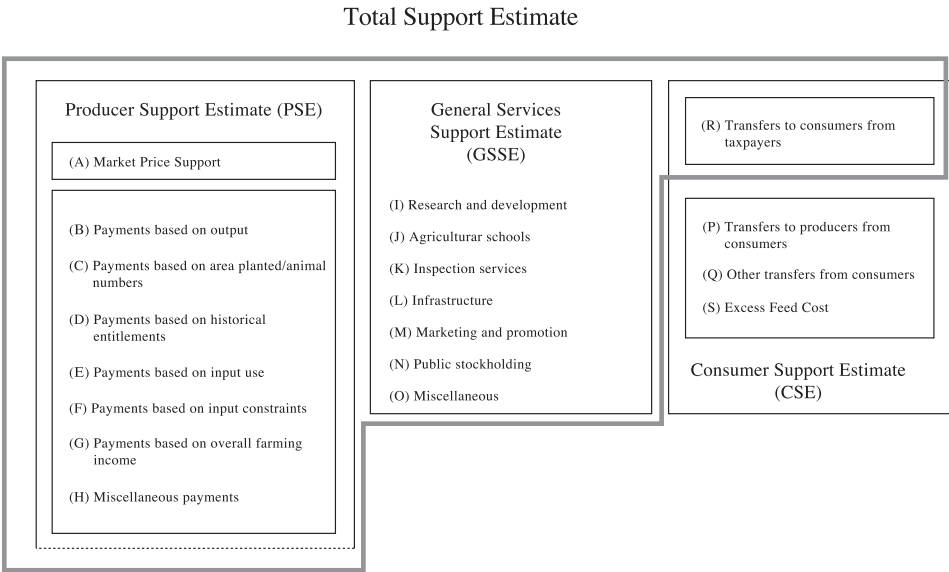 Total Support Estimate
Producer Support Estimate (PSE)
(A) Market Price Support
(B) Payments based on output
(C) Payments based on area planted/animal
numbers
(D) Payments based on historical
entitlements
(E) Payments based on input use
(F) Payments based on input constraints
(G) Payments based on overall farming
income
(H) Miscellaneous payments
General Services
Support Estimate
(GSSE)
(I) Research and development
(J) Agriculturar schools
(K) Inspection services
(L) Infrastructure
(M) Marketing and promotion
(N) Public stockholding
(O) Miscellaneous
(R) Transfers to consumers from
taxpayers
(P) Transfers to producers from
consumers
(Q) Other transfers from consumers
(S) Excess Feed Cost
Consumer Support Estimate
(CSE)